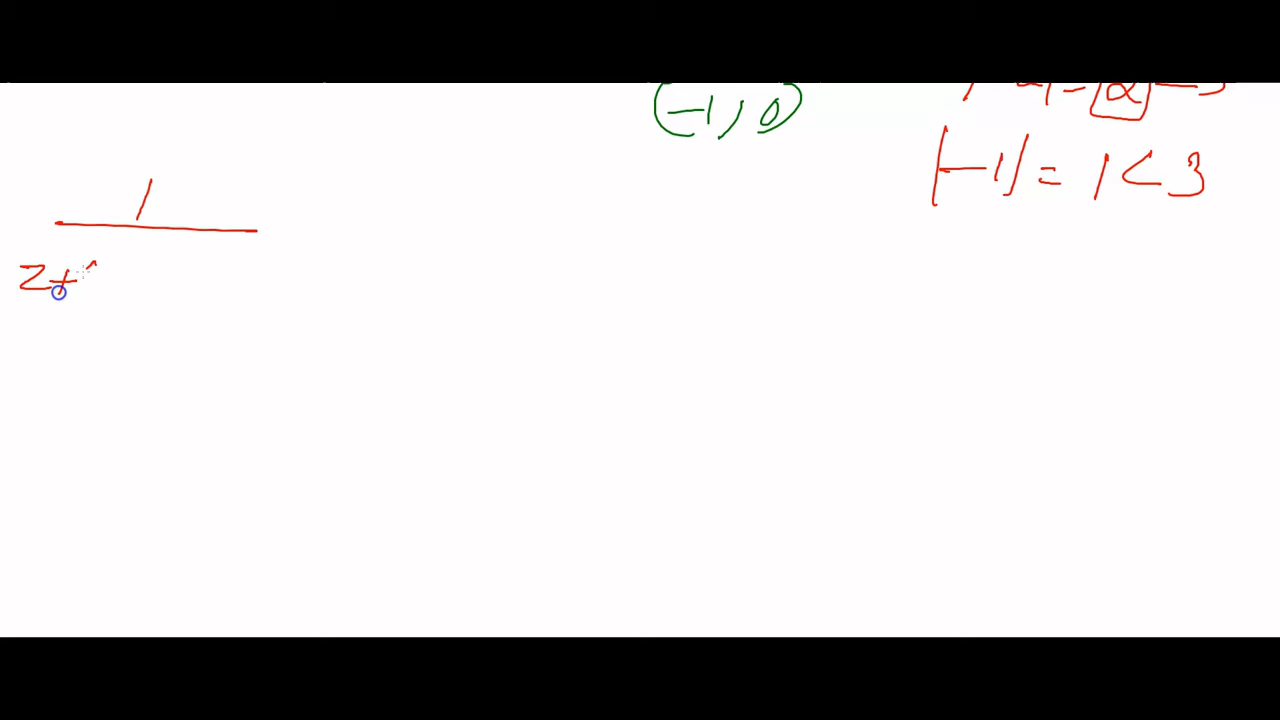 (-1, 0)
|-1| = 1 < 3
1
z+